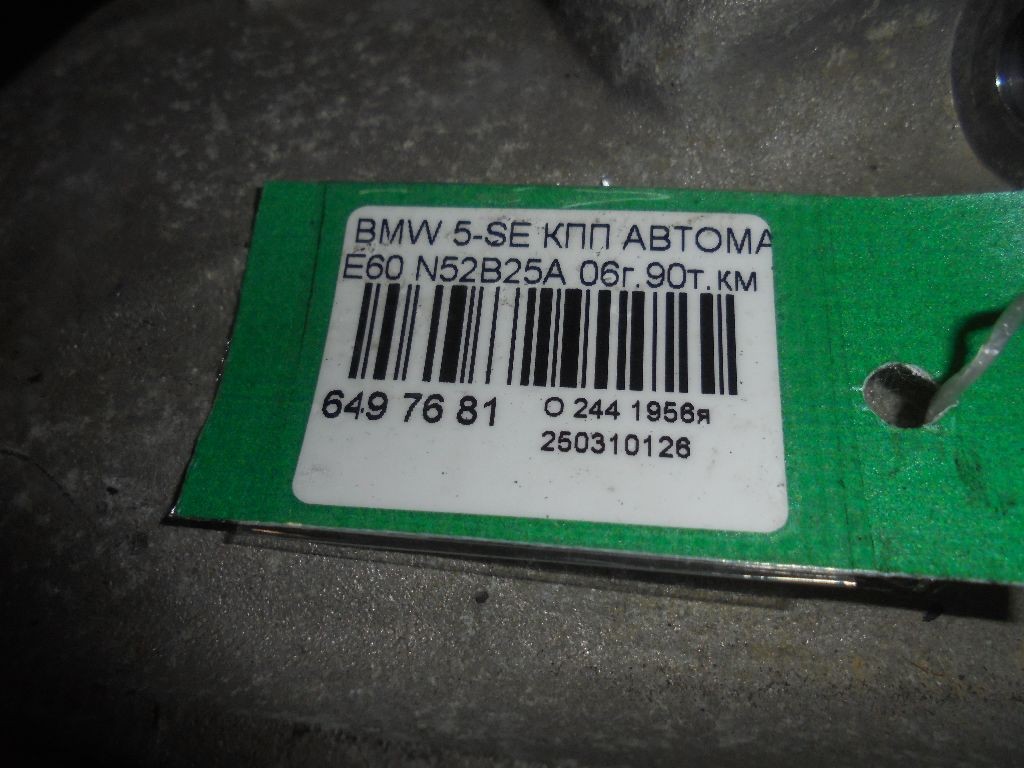 BMW 5-SE КПП АВТОМА
E60 N52B25A 06г.90т.км
649 76 81
О 244 1956я
250310126